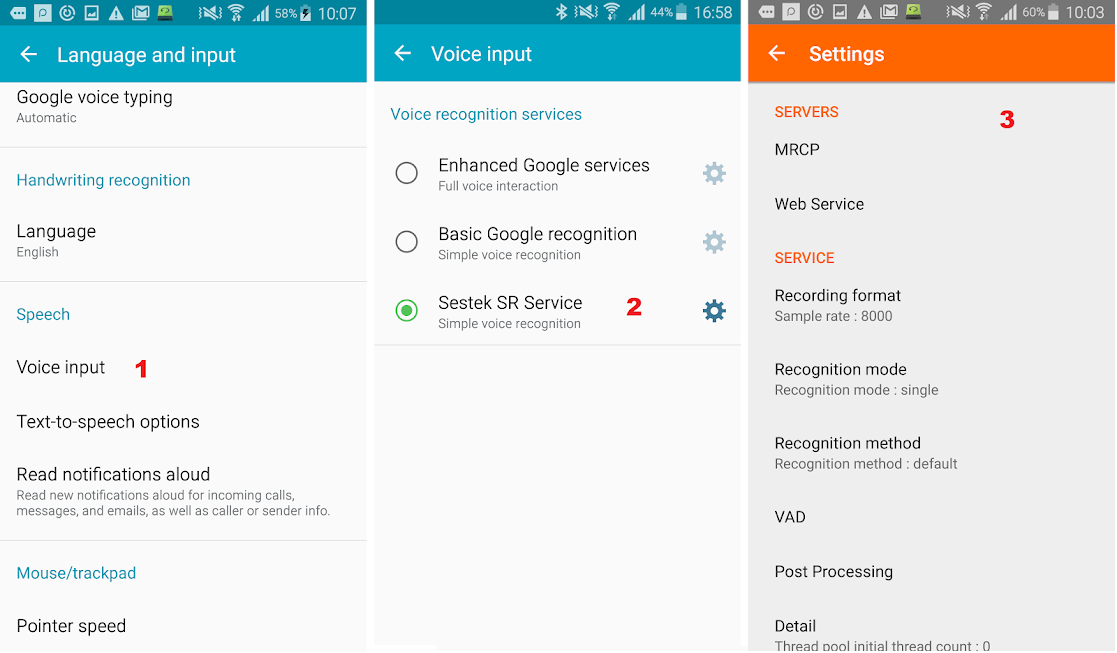 58% 10:07
Language and input
Google voice typing
Automatic
Handwriting recognition
Language
English
Speech
Voice input 1
Text-to-speech options
Read notifications aloud
Read new notifications aloud for incoming calls,
messages, and emails, as well as caller or sender info.
Mouse/trackpad
Pointer speed
44% 16:58
Voice input
Voice recognition services
Enhanced Google services
Full voice interaction
Basic Google recognition
Simple voice recognition
Sestek SR Service 2
Simple voice recognition
60% 10:03
Settings
SERVERS 3
MRCP
Web Service
SERVICE
Recording format
Sample rate : 8000
Recognition mode
Recognition mode : single
Recognition method
Recognition method : default
VAD
Post Processing
Detail
Thread pool initial thread count : 0